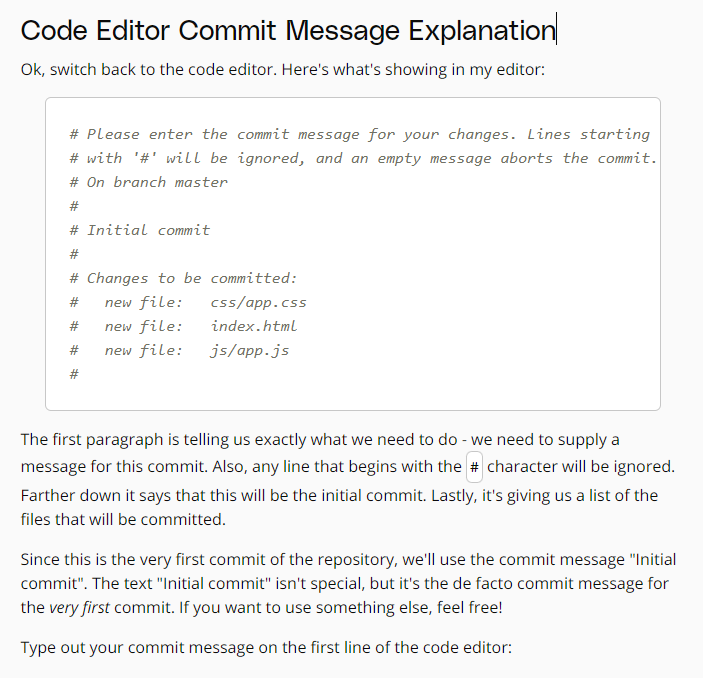 Code Editor Commit Message Explanation
Ok, switch back to the code editor. Here's what's showing in my editor:
# Please enter the commit message for your changes. Lines starting
# with '#' will be ignored, and an empty message aborts the commit.
# On branch master
#
# Initial commit
#
# Changes to be committed:
#   new file:   css/app.css
#   new file:   index.html
#   new file:   js/app.js
#
The first paragraph is telling us exactly what we need to do - we need to supply a
message for this commit. Also, any line that begins with the # character will be ignored.
Farther down it says that this will be the initial commit. Lastly, it's giving us a list of the
files that will be committed.
Since this is the very first commit of the repository, we'll use the commit message "Initial
commit". The text "Initial commit" isn't special, but it's the de facto commit message for
the very first commit. If you want to use something else, feel free!
Type out your commit message on the first line of the code editor: